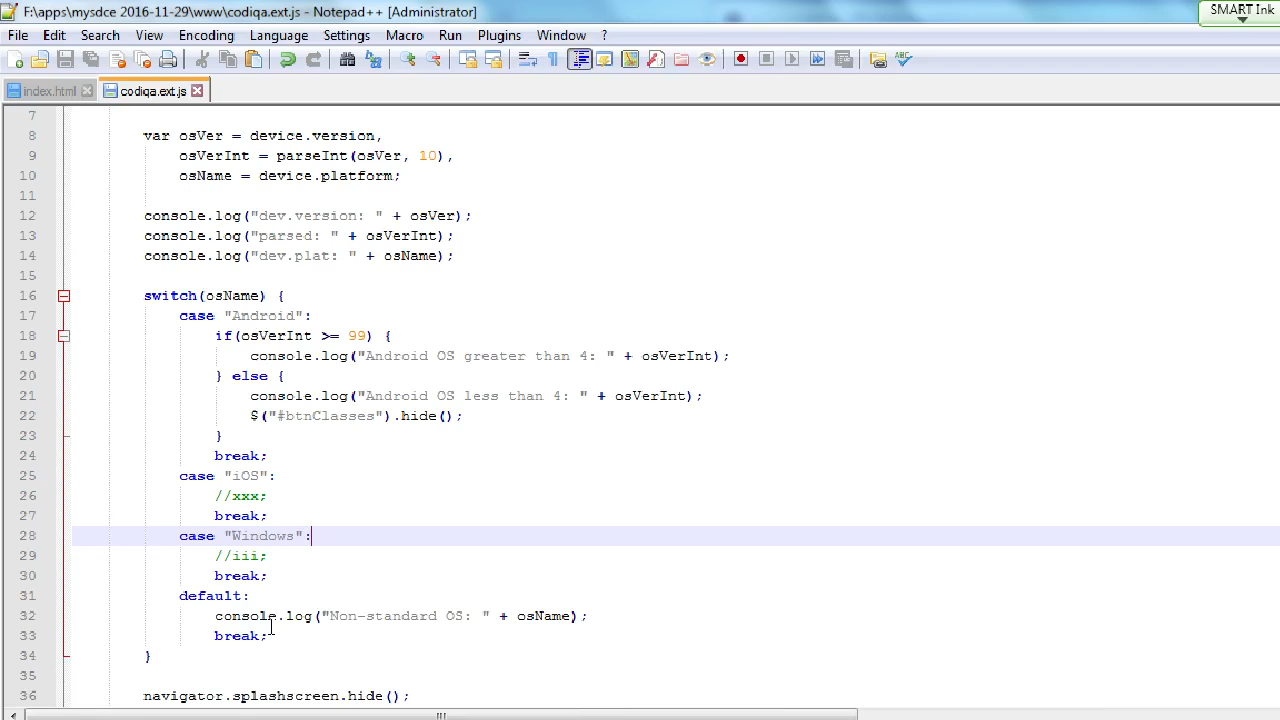 F:\apps\mysdce 2016-11-29\www\codiqa.ext.js - Notepad++ [Administrator]
SMART Ink
File Edit Search View Encoding Language Settings Macro Run Plugins Window ?
index.html codiqa.ext.js
7
8 var osVer = device.version,
9 osVerInt = parseInt(osVer, 10),
10 osName = device.platform;
11
12 console.log("dev.version: " + osVer);
13 console.log("parsed: " + osVerInt);
14 console.log("dev.plat: " + osName);
15
16 switch(osName) {
17 case "Android":
18 if(osVerInt >= 99) {
19 console.log("Android OS greater than 4: " + osVerInt);
20 } else {
21 console.log("Android OS less than 4: " + osVerInt);
22 $("#btnClasses").hide();
23 }
24 break;
25 case "iOS":
26 //xxx;
27 break;
28 case "Windows":
29 //iii;
30 break;
31 default:
32 console.log("Non-standard OS: " + osName);
33 break;
34 }
35
36 navigator.splashscreen.hide();